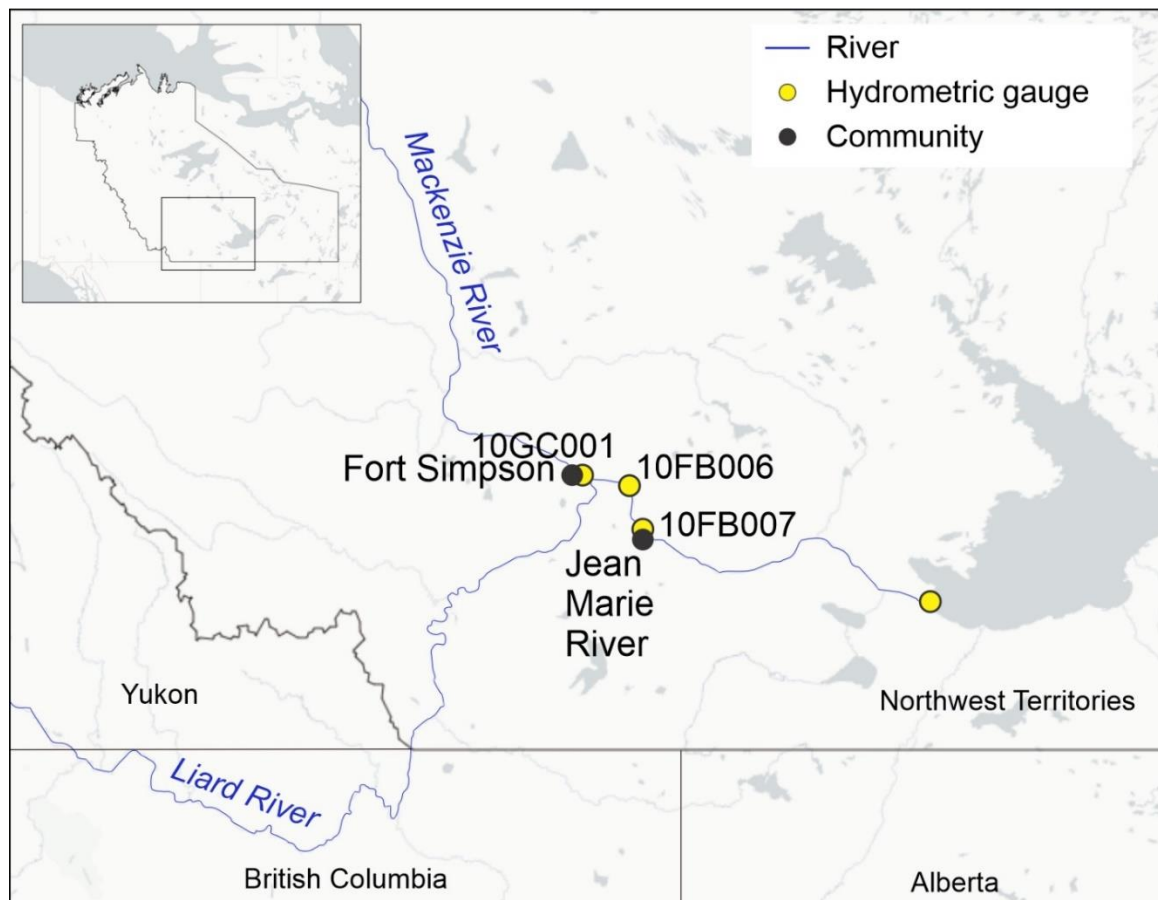 River
Hydrometric gauge
Community
Mackenzie River
10GC001
Fort Simpson
10FB006
10FB007
Jean
Marie
River
Yukon
Northwest Territories
Liard River
British Columbia
Alberta